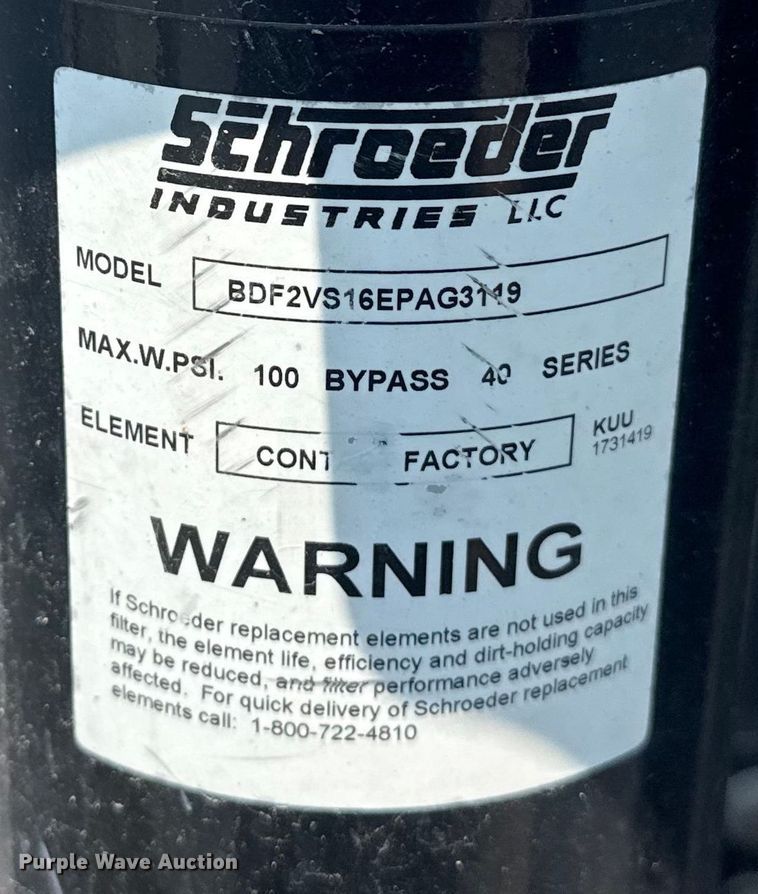 Schroeder
INDUSTRIES LLC
MODEL BDF2VS16EPAG3119
MAX.W.PSI. 100 BYPASS 40 SERIES
ELEMENT CONT FACTORY KUU
1731419
WARNING
If Schroeder replacement elements are not used in this
filter, the element life, efficiency and dirt-holding capacity
may be reduced, and filter performance adversely
affected. For quick delivery of Schroeder replacement
elements call: 1-800-722-4810
Purple Wave Auction